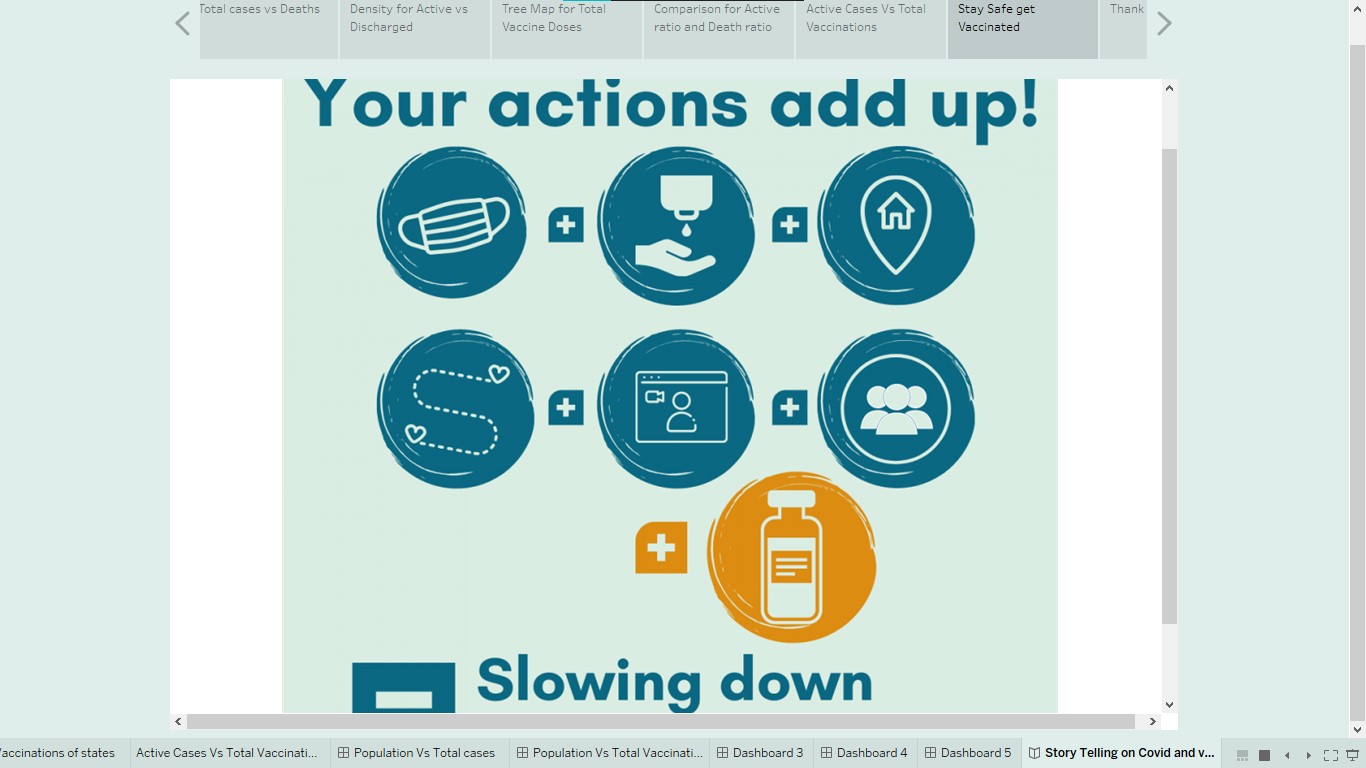 Total cases vs Deaths
Density for Active vs
Discharged
Tree Map for Total
Vaccine Doses
Comparison for Active
ratio and Death ratio
Active Cases Vs Total
Vaccinations
Stay Safe get
Vaccinated
Thank
Your actions add up!
Slowing down
accinations of states
Active Cases Vs Total Vaccinati...
Population Vs Total cases
Population Vs Total Vaccinati...
Dashboard 3
Dashboard 4
Dashboard 5
Story Telling on Covid and v...